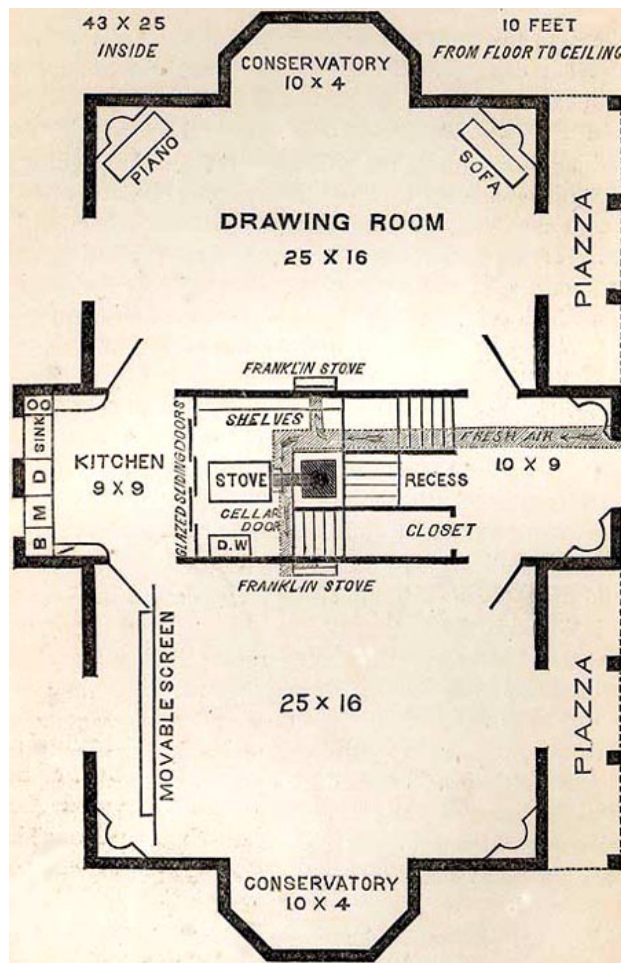 43 X 25
INSIDE
10 FEET
FROM FLOOR TO CEILING
CONSERVATORY
10 X 4
PIANO
SOFA
DRAWING ROOM
25 X 16
PIAZZA
FRANKLIN STOVE
SHELVES
FRESH AIR
SINK
D
M
B
KITCHEN
9 X 9
GLAZED SLIDING DOORS
STOVE
RECESS
10 X 9
CELLAR
DOOR
CLOSET
D.W
FRANKLIN STOVE
MOVABLE SCREEN
25 X 16
PIAZZA
CONSERVATORY
10 X 4